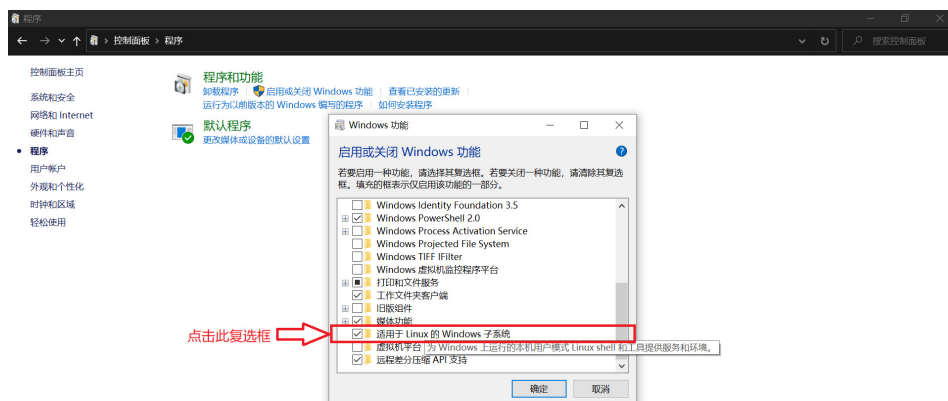 程序
控制面板 › 程序
搜索控制面板
控制面板主页
系统和安全
网络和 Internet
硬件和声音
程序
用户帐户
外观和个性化
时钟和区域
轻松使用
程序和功能
卸载程序 启用或关闭 Windows 功能 查看已安装的更新
运行为以前版本的 Windows 编写的程序 如何安装程序
默认程序
更改媒体或设备的默认设置
Windows 功能
启用或关闭 Windows 功能
若要启用一种功能，请选择其复选框。若要关闭一种功能，请清除其复选
框。填充的框表示仅启用该功能的一部分。
Windows Identity Foundation 3.5
Windows PowerShell 2.0
Windows Process Activation Service
Windows Projected File System
Windows TIFF IFilter
Windows 虚拟机监控程序平台
打印和文件服务
工作文件夹客户端
旧版组件
媒体功能
点击此复选框
适用于 Linux 的 Windows 子系统
虚拟机平台
为 Windows 上运行的本机用户模式 Linux shell 和工具提供服务和环境。
远程差分压缩 API 支持
确定
取消